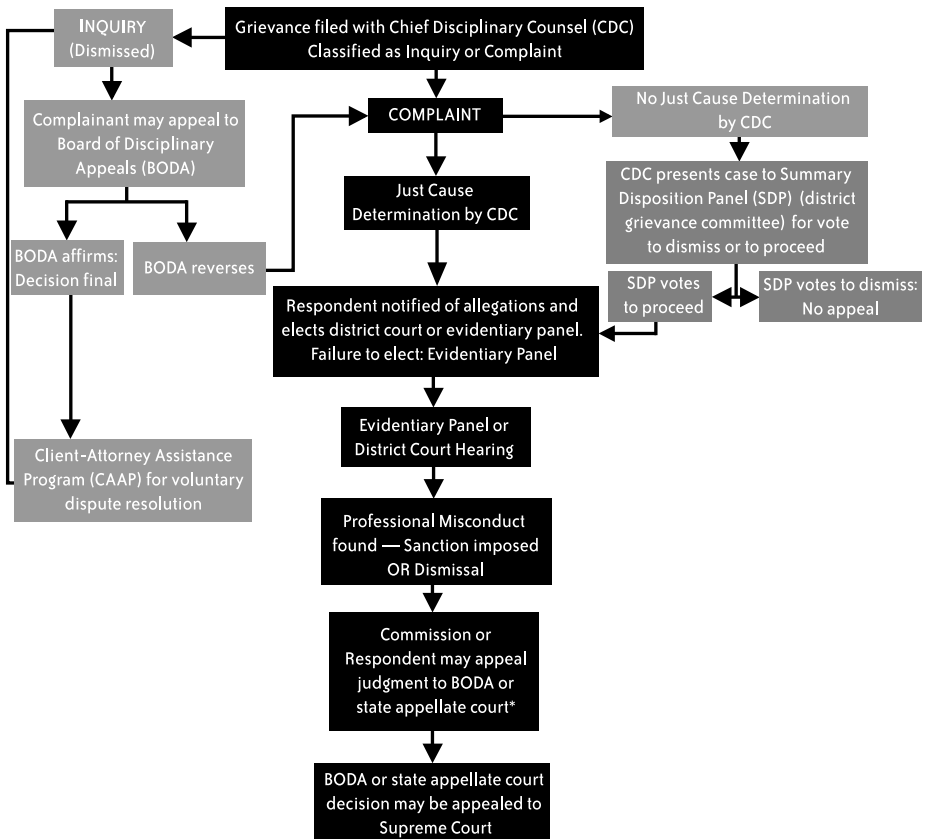 INQUIRY
(Dismissed)
Grievance filed with Chief Disciplinary Counsel (CDC)
Classified as Inquiry or Complaint
Complainant may appeal to
Board of Disciplinary
Appeals (BODA)
COMPLAINT
No Just Cause Determination
by CDC
Just Cause
Determination by CDC
CDC presents case to Summary
Disposition Panel (SDP) (district
grievance committee) for vote
to dismiss or to proceed
BODA affirms:
Decision final
BODA reverses
SDP votes
to proceed
SDP votes to dismiss:
No appeal
Respondent notified of allegations and
elects district court or evidentiary panel.
Failure to elect: Evidentiary Panel
Evidentiary Panel or
District Court Hearing
Client-Attorney Assistance
Program (CAAP) for voluntary
dispute resolution
Professional Misconduct
found — Sanction imposed
OR Dismissal
Commission or
Respondent may appeal
judgment to BODA or
state appellate court*
BODA or state appellate court
decision may be appealed to
Supreme Court